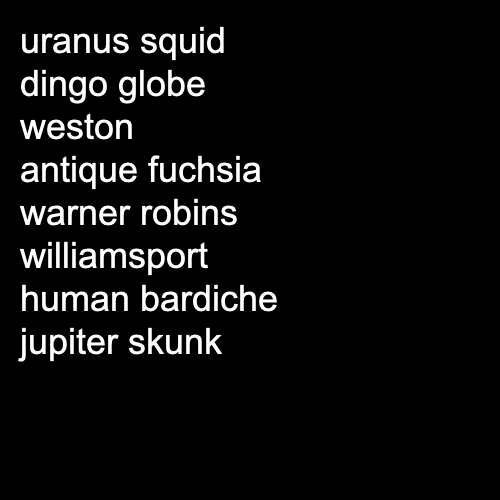 uranus squid
dingo globe
weston
antique fuchsia
warner robins
williamsport
human bardiche
jupiter skunk